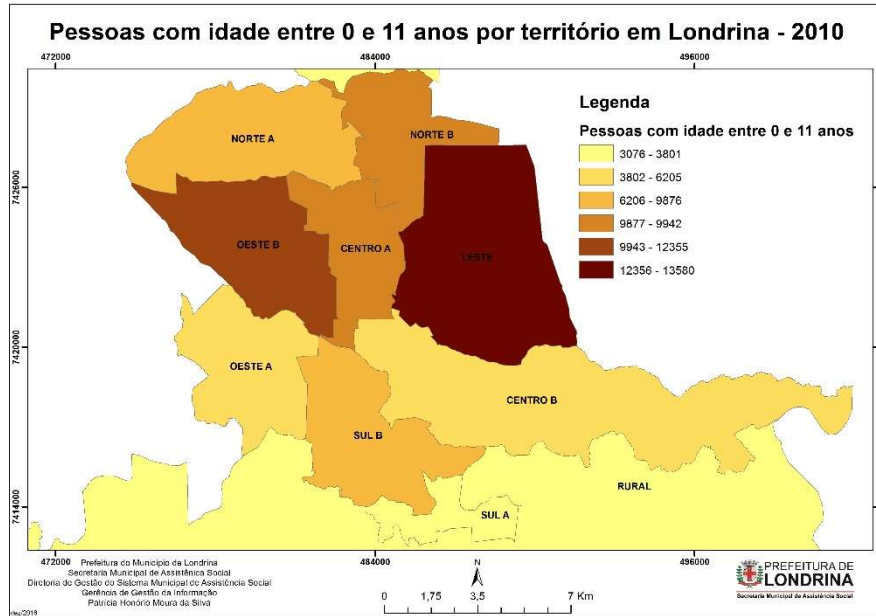 Pessoas com idade entre 0 e 11 anos por território em Londrina - 2010
472000
484000
496000
7426000
7420000
7414000
NORTE A
NORTE B
OESTE B
CENTRO A
LESTE
OESTE A
CENTRO B
SUL B
RURAL
SUL A
Legenda
Pessoas com idade entre 0 e 11 anos
3076 - 3801
3802 - 6205
6206 - 9876
9877 - 9942
9943 - 12355
12356 - 13580
472000
484000
496000
Prefeitura do Município de Londrina
Secretaria Municipal de Assistência Social
Diretoria de Gestão do Sistema Municipal de Assistência Social
Gerência de Gestão da Informação
Patrícia Honório Moura da Silva
dez/2018
N
0 1,75 3,5 7 Km
PREFEITURA DE
LONDRINA
Secretaria Municipal de Assistência Social